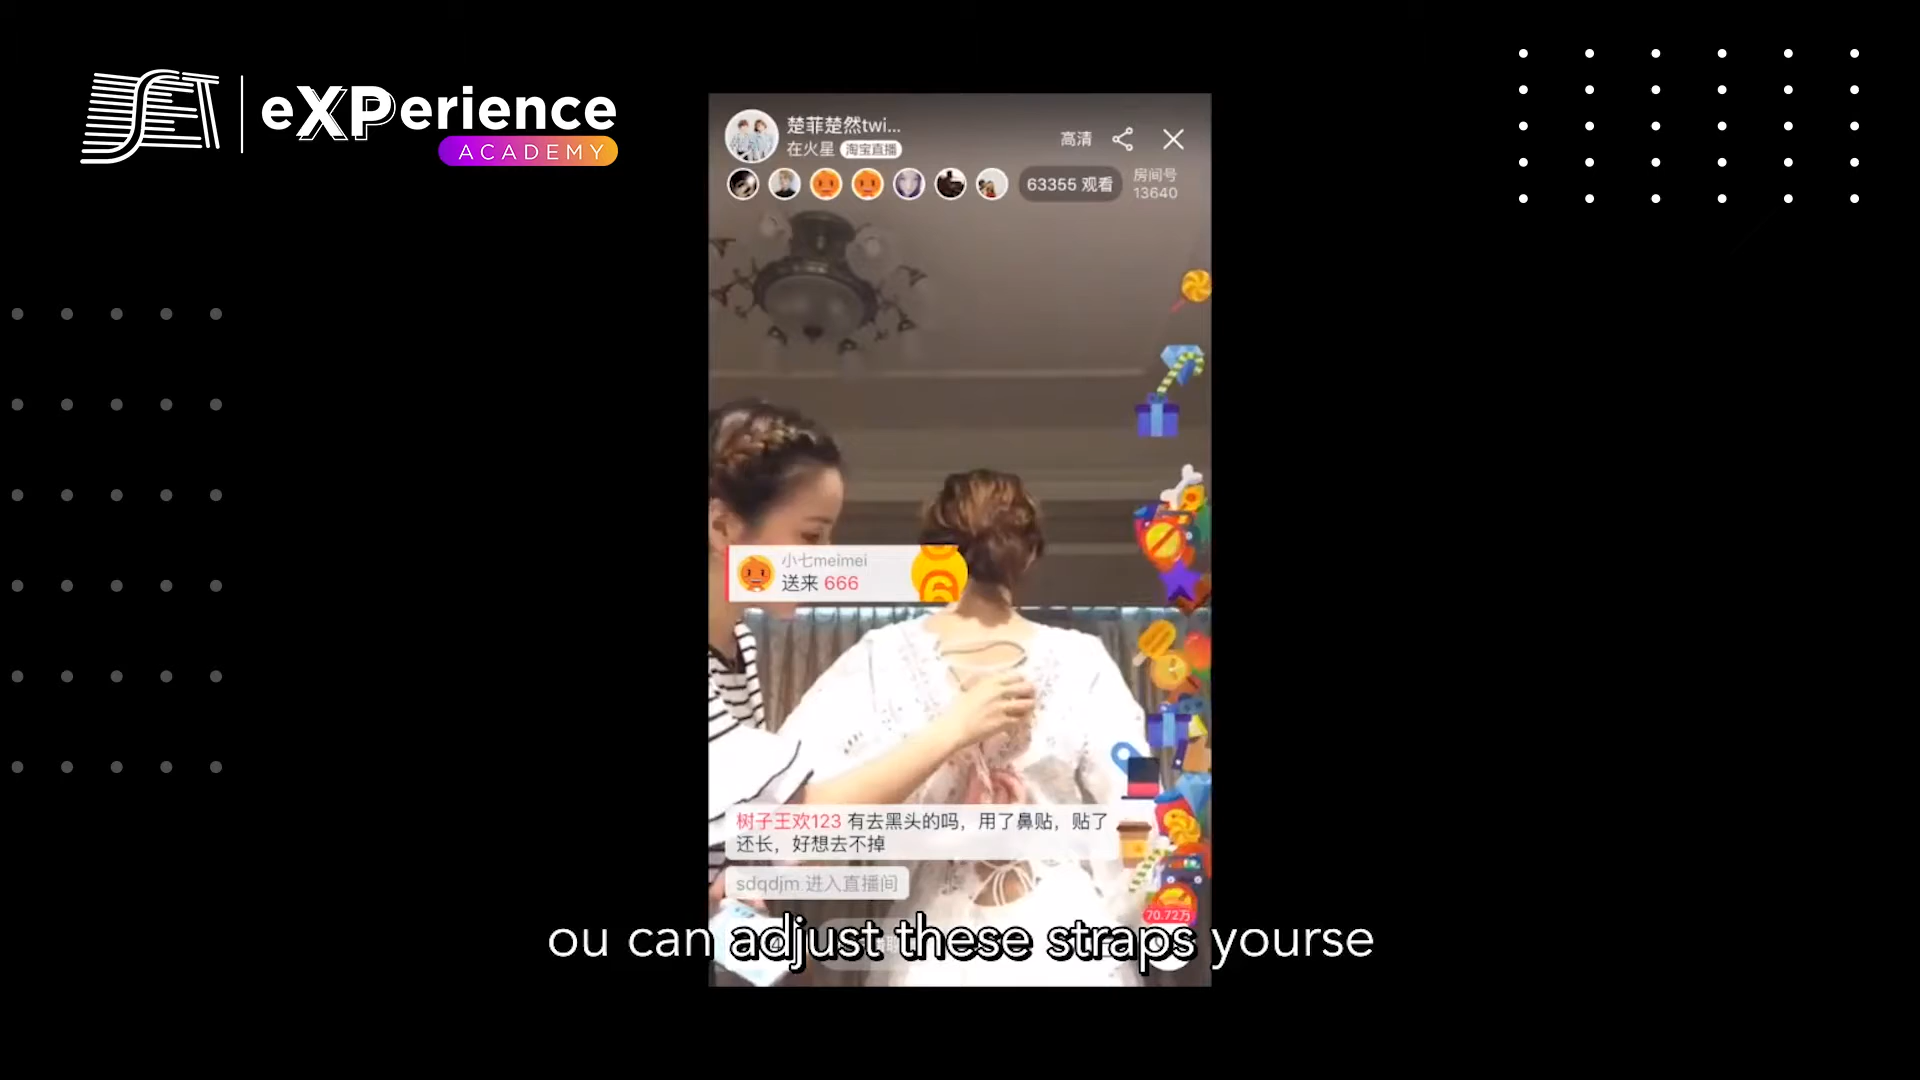 SET
eXPerience
ACADEMY
楚菲楚然twi...
在火星 淘宝直播
高清
63355 观看
房间号
13640
小七meimei
送来 666
树子王欢123 有去黑头的吗，用了鼻贴，贴了
还长，好想去不掉
sdqdjm 进入直播间
70.72万
ou can adjust these straps yourse